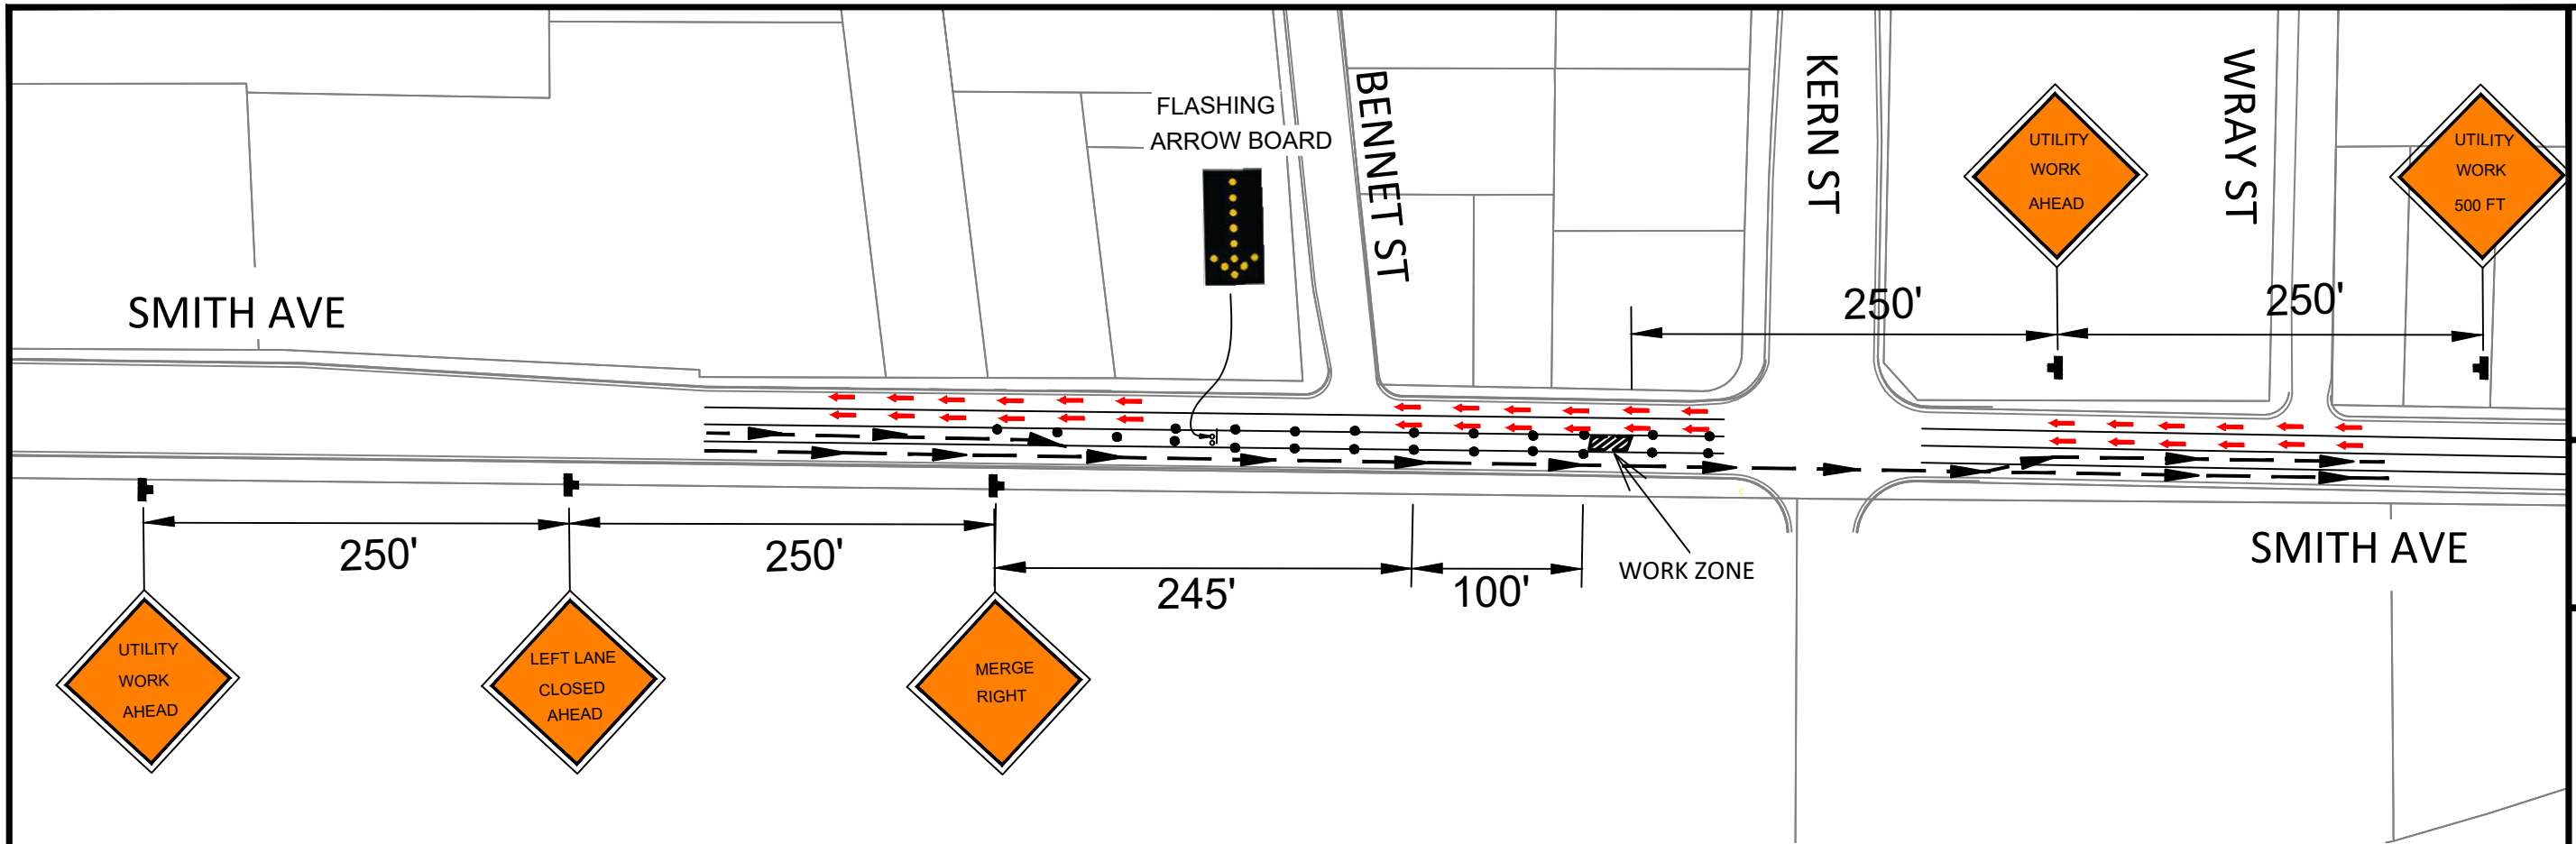 FLASHING
ARROW BOARD
BENNET ST
KERN ST
WRAY ST
UTILITY
WORK
AHEAD
UTILITY
WORK
500 FT
SMITH AVE
250'
250'
SMITH AVE
250'
250'
245'
100'
WORK ZONE
UTILITY
WORK
AHEAD
LEFT LANE
CLOSED
AHEAD
MERGE
RIGHT